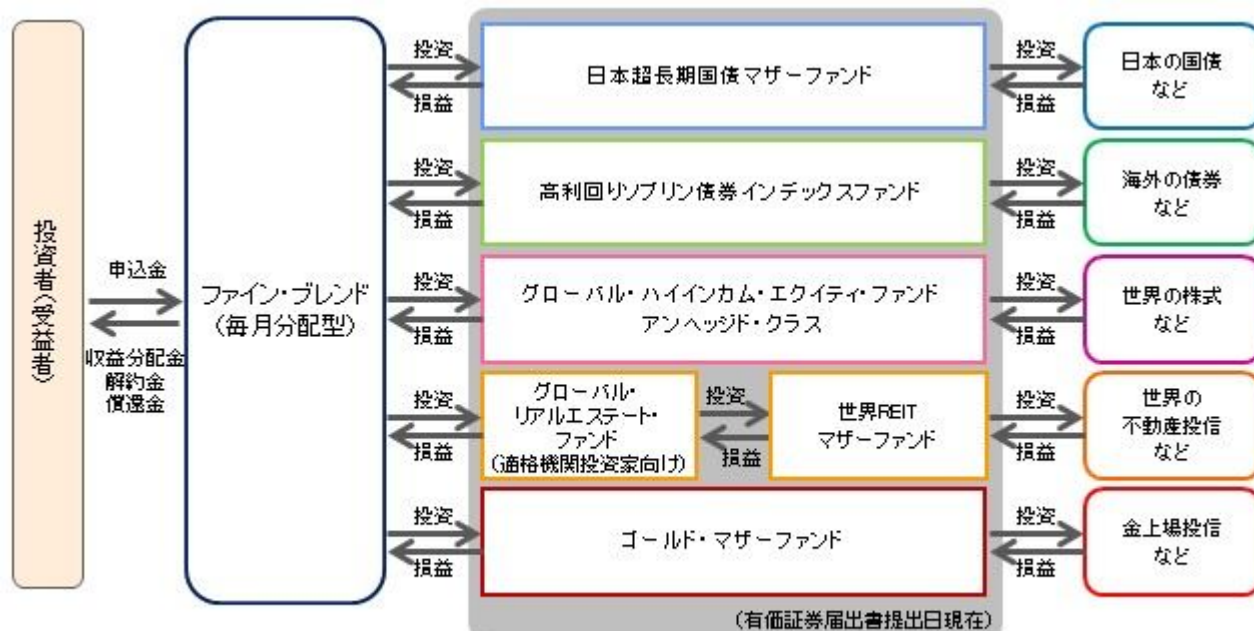 投資者(受益者)
申込金
収益分配金
解約金
償還金
ファイン・ブレンド
(毎月分配型)
投資
損益
日本超長期国債マザーファンド
投資
損益
日本の国債
など
投資
損益
高利回りソブリン債券インデックスファンド
投資
損益
海外の債券
など
投資
損益
グローバル・ハイインカム・エクイティ・ファンド
アンヘッジド・クラス
投資
損益
世界の株式
など
投資
損益
グローバル・
リアルエステート・
ファンド
(適格機関投資家向け)
投資
損益
世界REIT
マザーファンド
投資
損益
世界の
不動産投信
など
投資
損益
ゴールド・マザーファンド
投資
損益
金上場投信
など
(有価証券届出書提出日現在)